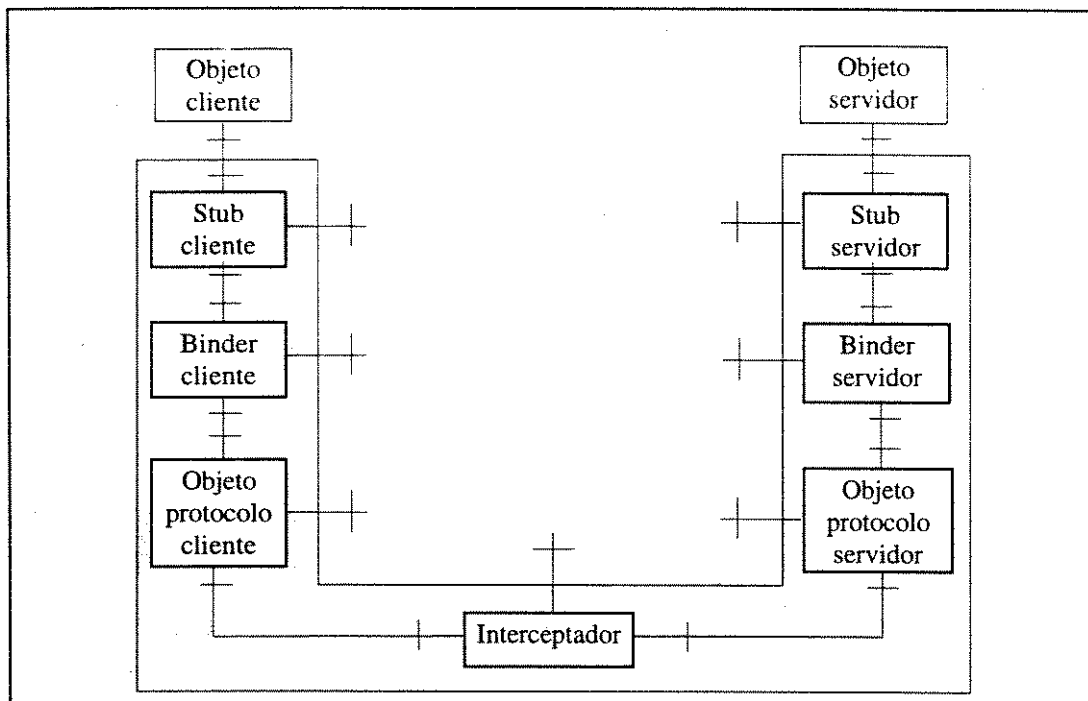 Objeto
cliente
Objeto
servidor
Stub
cliente
Stub
servidor
Binder
cliente
Binder
servidor
Objeto
protocolo
cliente
Objeto
protocolo
servidor
Interceptador